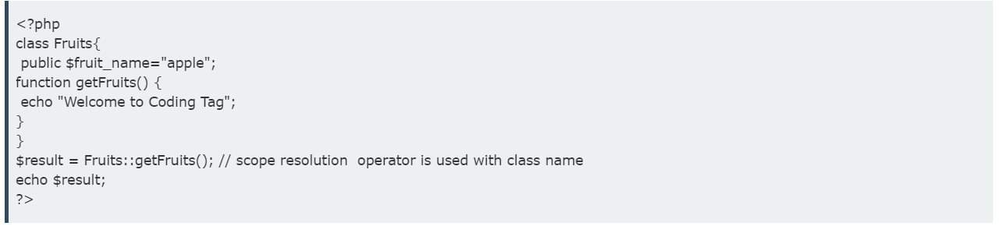 <?php
class Fruits{
 public $fruit_name="apple";
function getFruits() {
 echo "Welcome to Coding Tag";
}
}
$result = Fruits::getFruits(); // scope resolution  operator is used with class name
echo $result;
?>